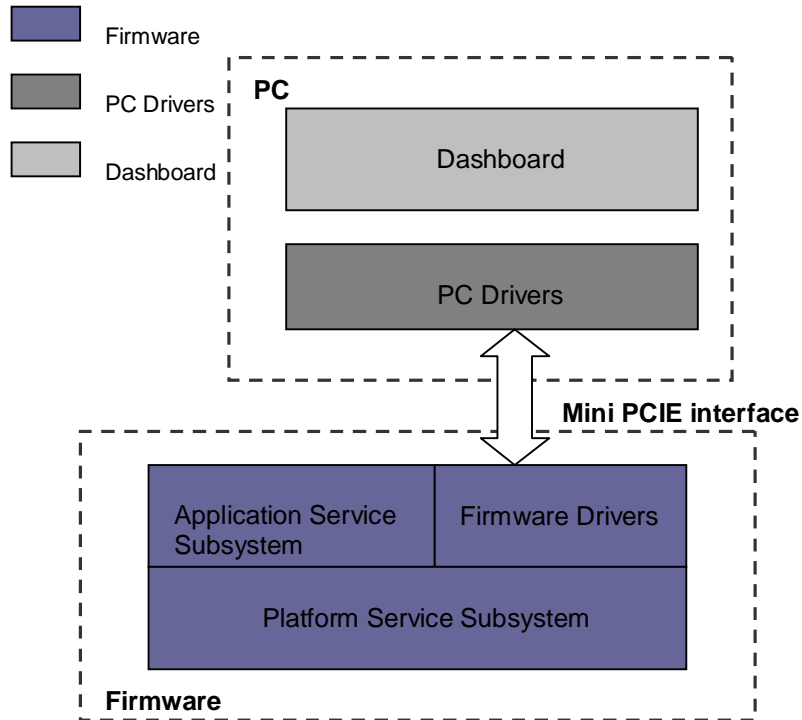 Firmware
PC Drivers
Dashboard
PC
Dashboard
PC Drivers
Mini PCIE interface
Application Service
Subsystem
Firmware Drivers
Platform Service Subsystem
Firmware